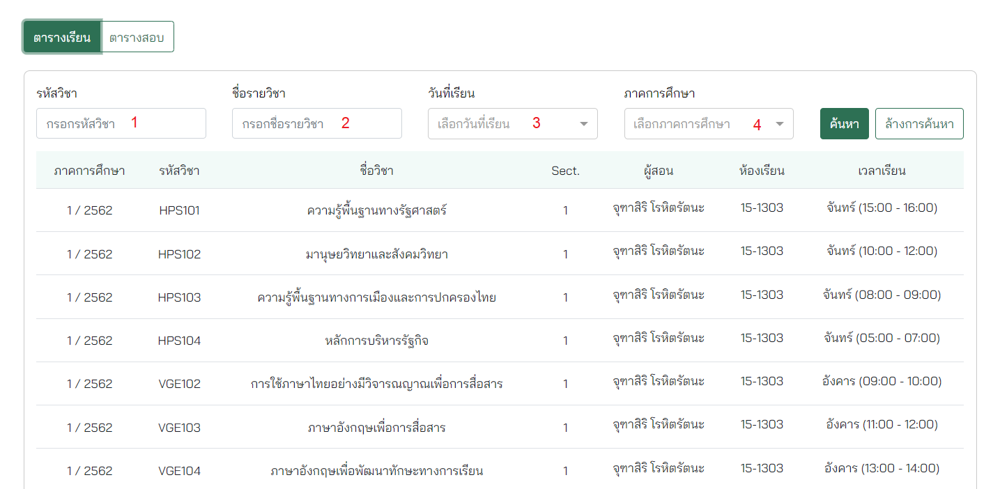 ตารางเรียน ตารางสอบ
รหัสวิชา ชื่อรายวิชา วันที่เรียน ภาคการศึกษา
กรอกรหัสวิชา 1 กรอกชื่อรายวิชา 2 เลือกวันที่เรียน 3 เลือกภาคการศึกษา 4 ค้นหา ล้างการค้นหา
ภาคการศึกษา รหัสวิชา ชื่อวิชา Sect. ผู้สอน ห้องเรียน เวลาเรียน
1 / 2562 HPS101 ความรู้พื้นฐานทางรัฐศาสตร์ 1 จุฑาสิริ โรหิตรัตนะ 15-1303 จันทร์ (15:00 - 16:00)
1 / 2562 HPS102 มานุษยวิทยาและสังคมวิทยา 1 จุฑาสิริ โรหิตรัตนะ 15-1303 จันทร์ (10:00 - 12:00)
1 / 2562 HPS103 ความรู้พื้นฐานทางการเมืองและการปกครองไทย 1 จุฑาสิริ โรหิตรัตนะ 15-1303 จันทร์ (08:00 - 09:00)
1 / 2562 HPS104 หลักการบริหารรัฐกิจ 1 จุฑาสิริ โรหิตรัตนะ 15-1303 จันทร์ (05:00 - 07:00)
1 / 2562 VGE102 การใช้ภาษาไทยอย่างมีวิจารณญาณเพื่อการสื่อสาร 1 จุฑาสิริ โรหิตรัตนะ 15-1303 อังคาร (09:00 - 10:00)
1 / 2562 VGE103 ภาษาอังกฤษเพื่อการสื่อสาร 1 จุฑาสิริ โรหิตรัตนะ 15-1303 อังคาร (11:00 - 12:00)
1 / 2562 VGE104 ภาษาอังกฤษเพื่อพัฒนาทักษะทางการเรียน 1 จุฑาสิริ โรหิตรัตนะ 15-1303 อังคาร (13:00 - 14:00)